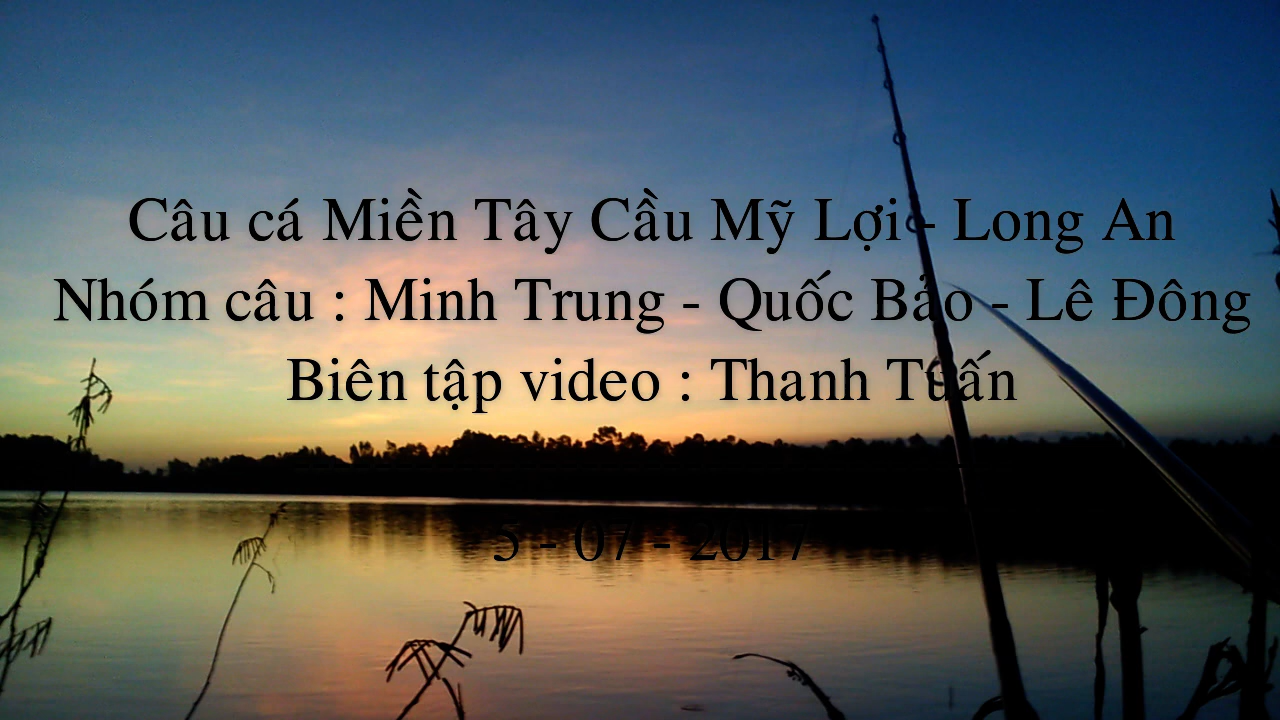 Câu cá Miền Tây Cầu Mỹ Lợi - Long An
Nhóm câu : Minh Trung - Quốc Bảo - Lê Đông
Biên tập video : Thanh Tuấn
5 - 07 - 2017